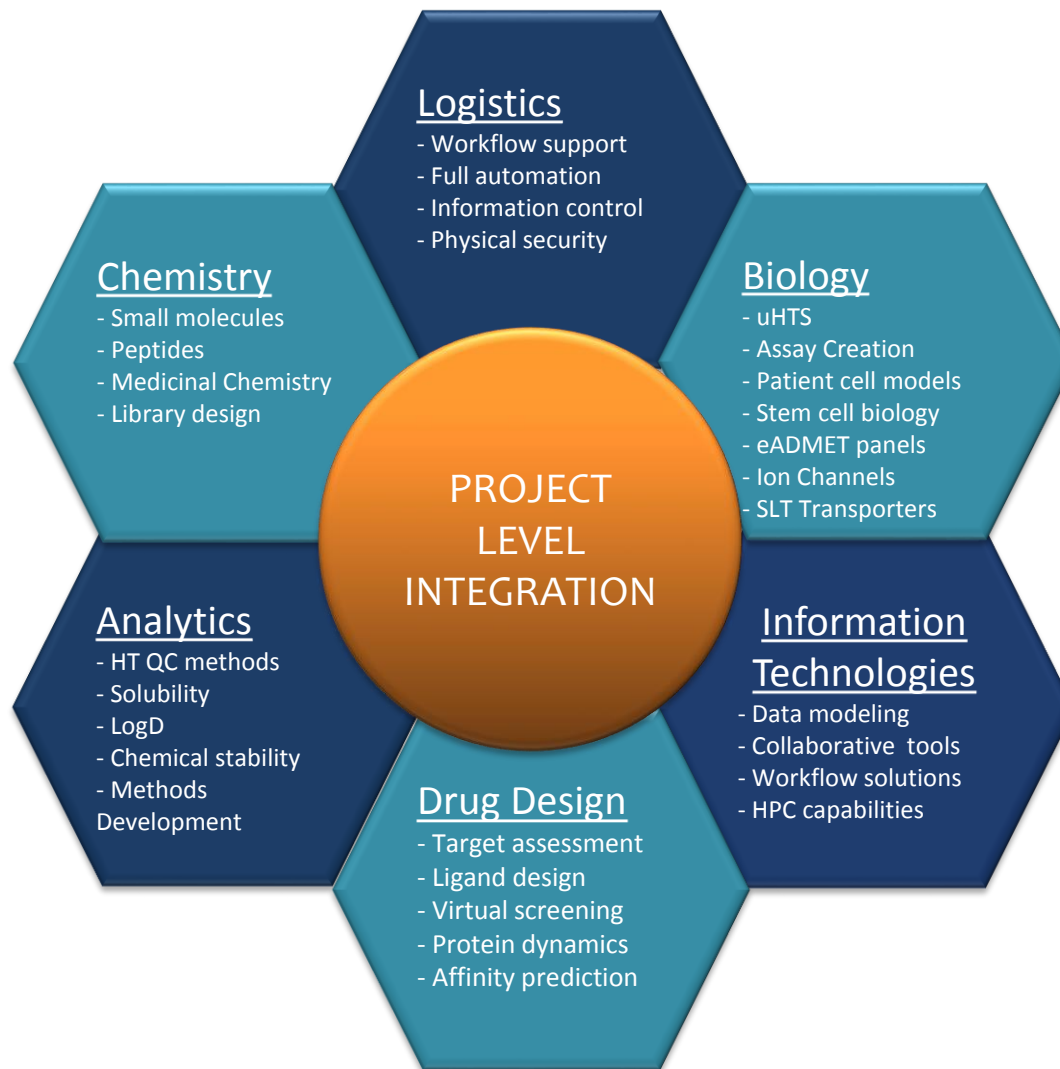 Logistics
- Workflow support
- Full automation
- Information control
- Physical security
Chemistry
- Small molecules
- Peptides
- Medicinal Chemistry
- Library design
Biology
- uHTS
- Assay Creation
- Patient cell models
- Stem cell biology
- eADMET panels
- Ion Channels
- SLT Transporters
PROJECT
LEVEL
INTEGRATION
Analytics
- HT QC methods
- Solubility
- LogD
- Chemical stability
- Methods
Development
Information
Technologies
- Data modeling
- Collaborative  tools
- Workflow solutions
- HPC capabilities
Drug Design
- Target assessment
- Ligand design
- Virtual screening
- Protein dynamics
- Affinity prediction